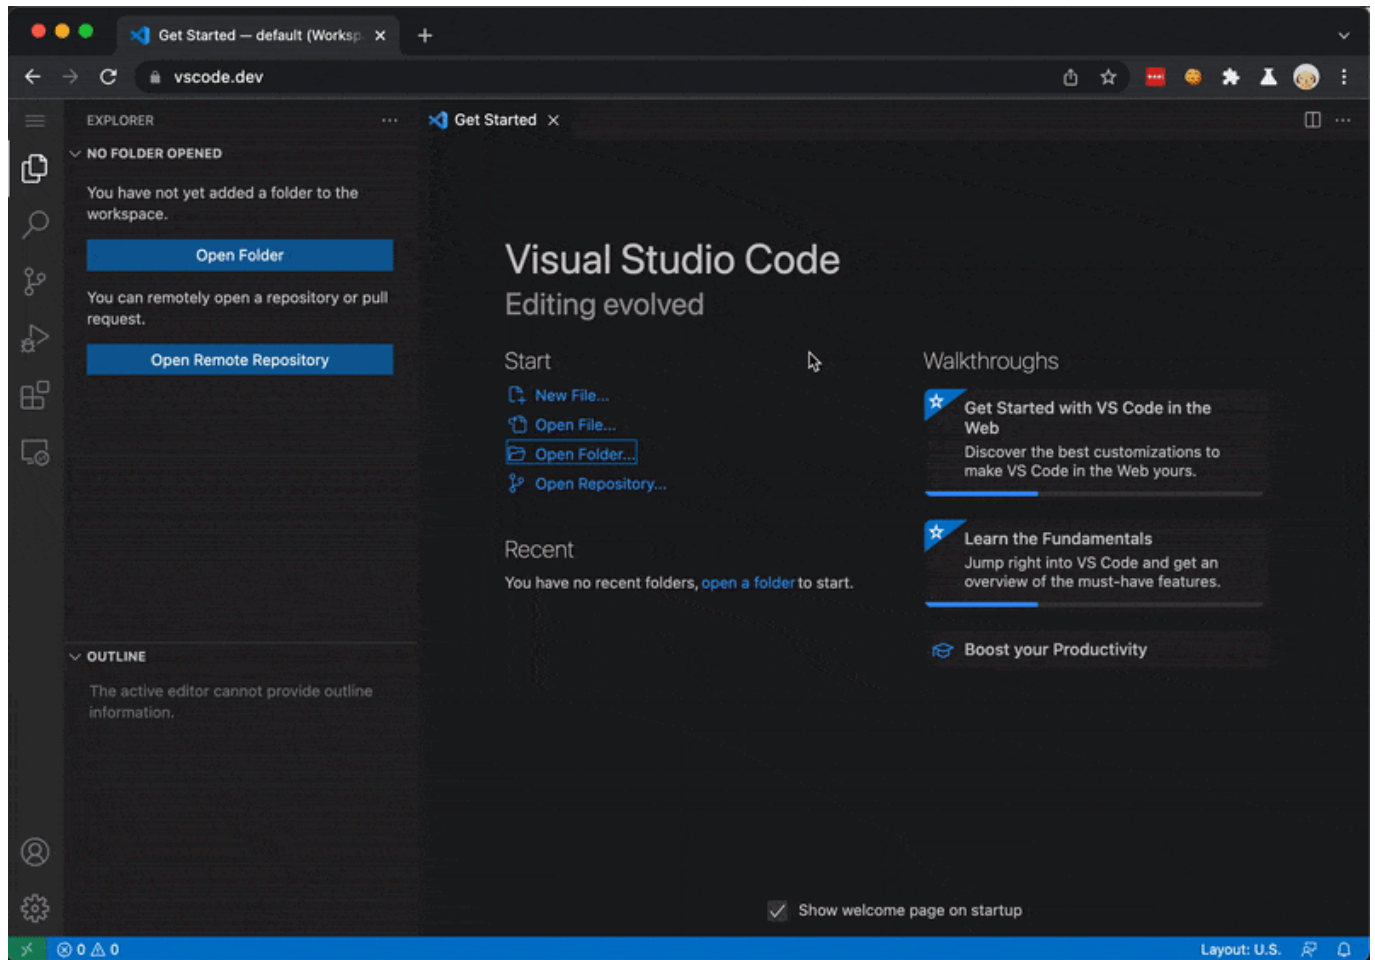 Get Started — default (Worksp
vscode.dev
EXPLORER
Get Started
NO FOLDER OPENED
You have not yet added a folder to the
workspace.
Open Folder
You can remotely open a repository or pull
request.
Open Remote Repository
OUTLINE
The active editor cannot provide outline
information.
Visual Studio Code
Editing evolved
Start
New File...
Open File...
Open Folder...
Open Repository...
Recent
You have no recent folders, open a folder to start.
Walkthroughs
Get Started with VS Code in the
Web
Discover the best customizations to
make VS Code in the Web yours.
Learn the Fundamentals
Jump right into VS Code and get an
overview of the must-have features.
Boost your Productivity
Show welcome page on startup
0 0
Layout: U.S.